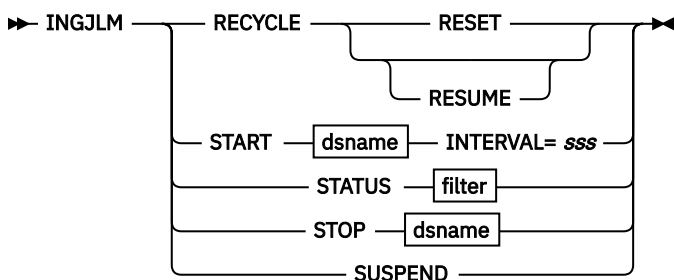 INGJLM RECYCLE RESET
RESUME
START dsname INTERVAL= sss
STATUS filter
STOP dsname
SUSPEND